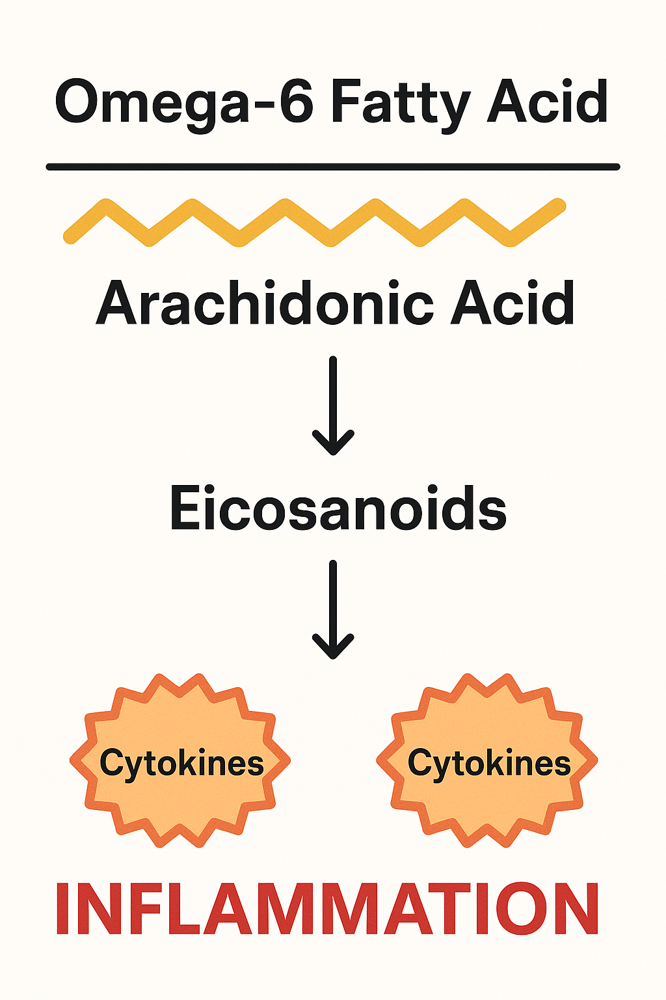 Omega-6 Fatty Acid
Arachidonic Acid
Eicosanoids
Cytokines
Cytokines
INFLAMMATION